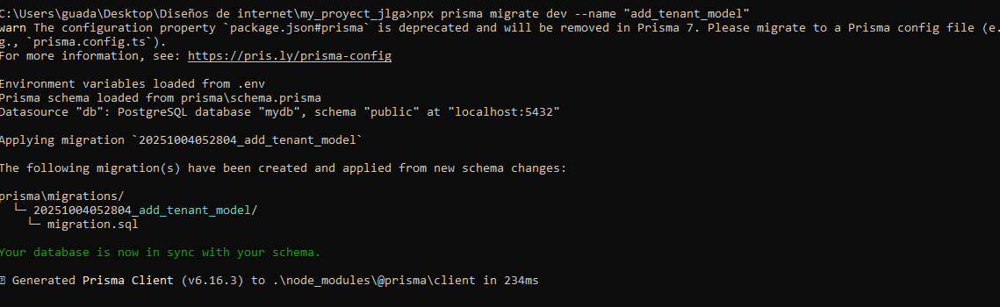 C:\Users\guada\Desktop\Diseños de internet\my_proyect_jlga>npx prisma migrate dev --name "add_tenant_model"
warn The configuration property `package.json#prisma` is deprecated and will be removed in Prisma 7. Please migrate to a Prisma config file (e.
g., `prisma.config.ts`).
For more information, see: https://pris.ly/prisma-config
Environment variables loaded from .env
Prisma schema loaded from prisma\schema.prisma
Datasource "db": PostgreSQL database "mydb", schema "public" at "localhost:5432"
Applying migration `20251004052804_add_tenant_model`
The following migration(s) have been created and applied from new schema changes:
prisma\migrations/
└─ 20251004052804_add_tenant_model/
└─ migration.sql
Your database is now in sync with your schema.
Generated Prisma Client (v6.16.3) to .\node_modules\@prisma\client in 234ms